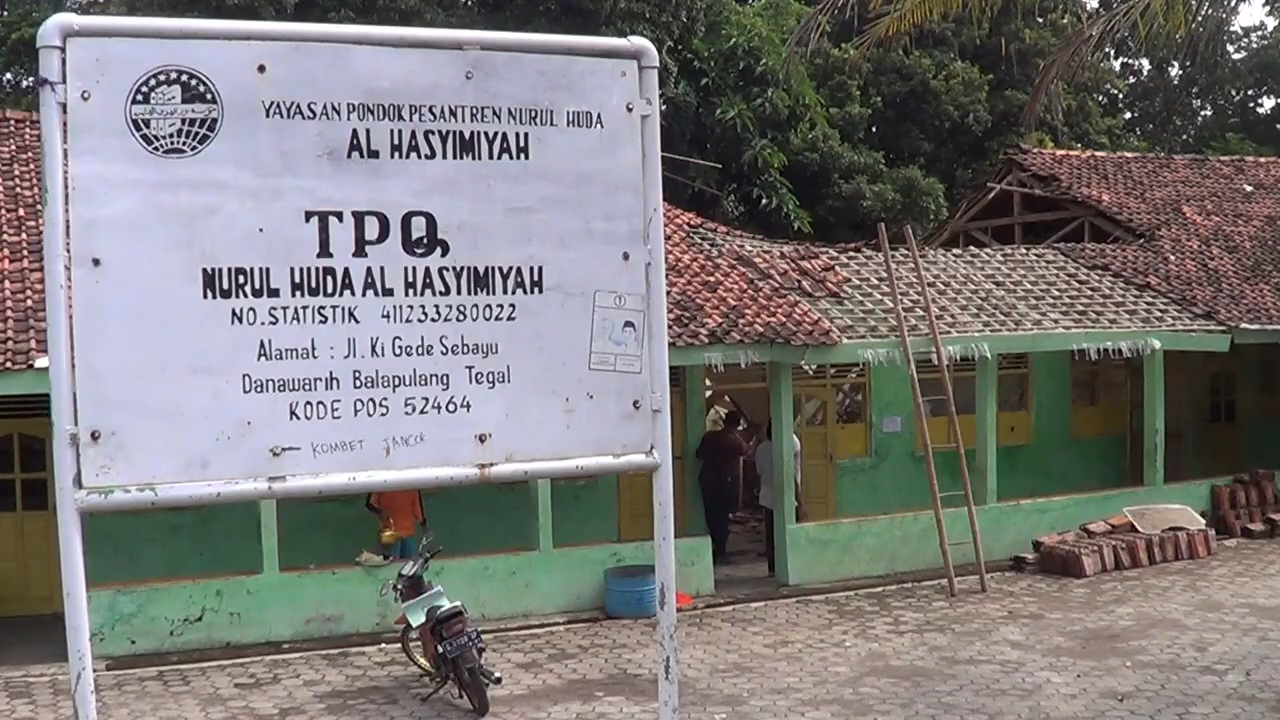 YAYASAN PONDOK PESANTREN NURUL HUDA
AL HASYIMIYAH
TPQ
NURUL HUDA AL HASYIMIYAH
NO.STATISTIK 411233280022
Alamat : Jl. Ki Gede Sebayu
Danawarih Balapulang Tegal
KODE POS 52464
KOMBET JANCOK
1